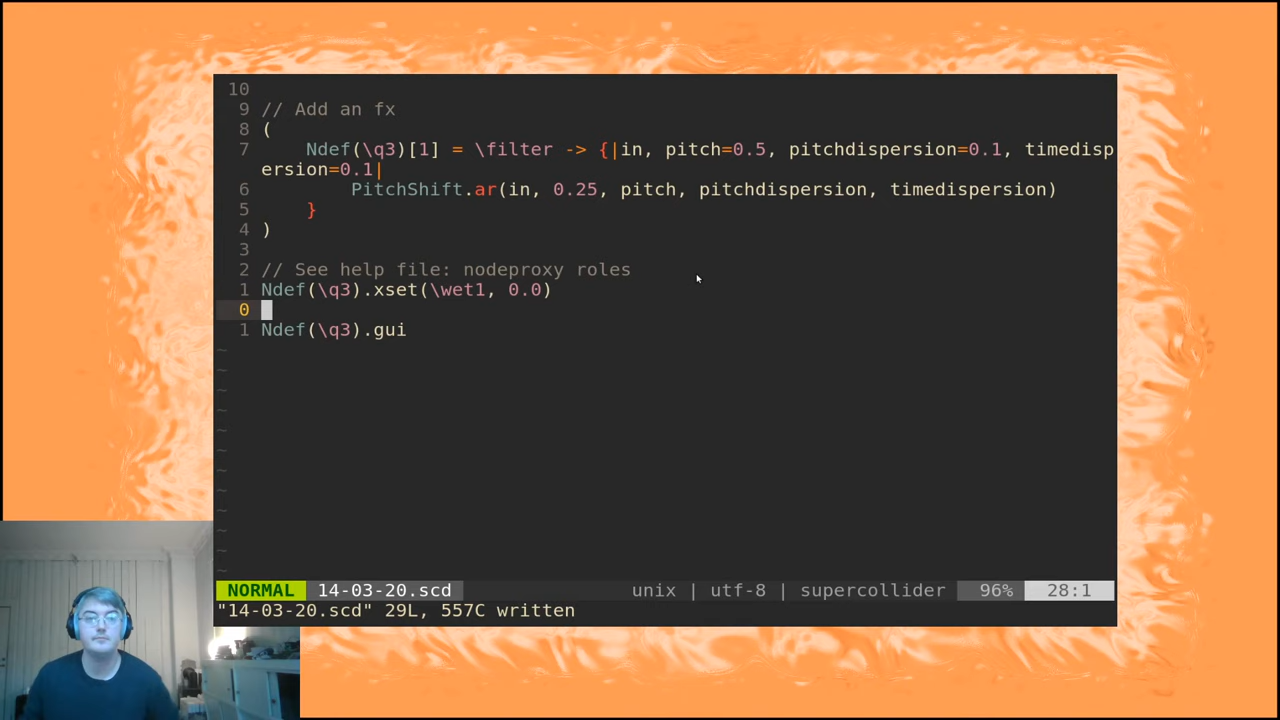 10
9 // Add an fx
8 (
7     Ndef(\q3)[1] = \filter -> {|in, pitch=0.5, pitchdispersion=0.1, timedisp
ersion=0.1|
6         PitchShift.ar(in, 0.25, pitch, pitchdispersion, timedispersion)
5     }
4 )
3
2 // See help file: nodeproxy roles
1 Ndef(\q3).xset(\wet1, 0.0)
0
1 Ndef(\q3).gui
~
~
~
~
~
~
~
~
~
~
~
~
NORMAL 14-03-20.scd unix | utf-8 | supercollider 96% 28:1
"14-03-20.scd" 29L, 557C written